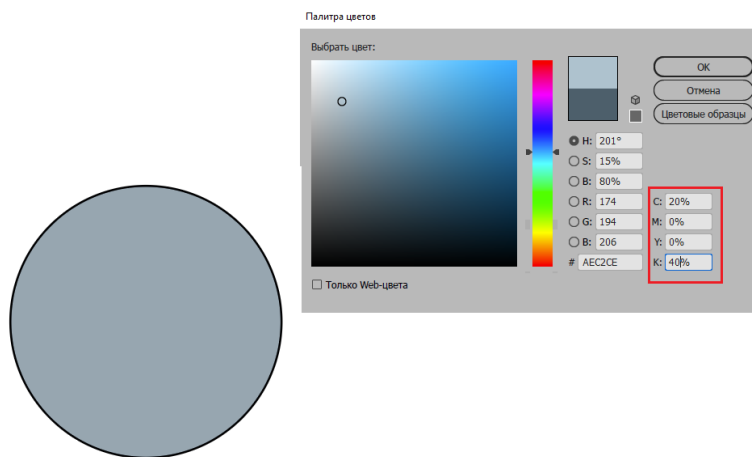 Палитра цветов
Выбрать цвет:
OK
Отмена
Цветовые образцы
H: 201°
S: 15%
B: 80%
R: 174
C: 20%
G: 194
M: 0%
B: 206
Y: 0%
# AEC2CE
K: 40%
Только Web-цвета